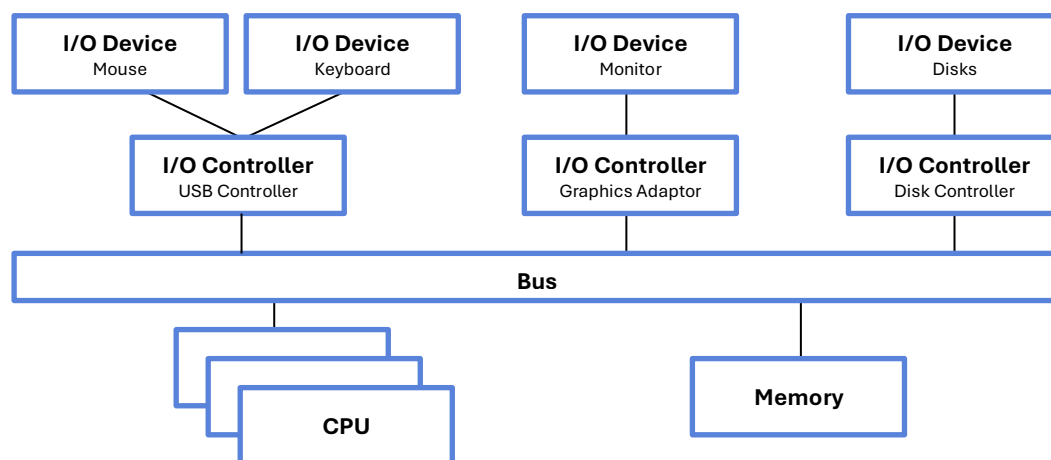 I/O Device
Mouse
I/O Device
Keyboard
I/O Device
Monitor
I/O Device
Disks
I/O Controller
USB Controller
I/O Controller
Graphics Adaptor
I/O Controller
Disk Controller
Bus
CPU
Memory